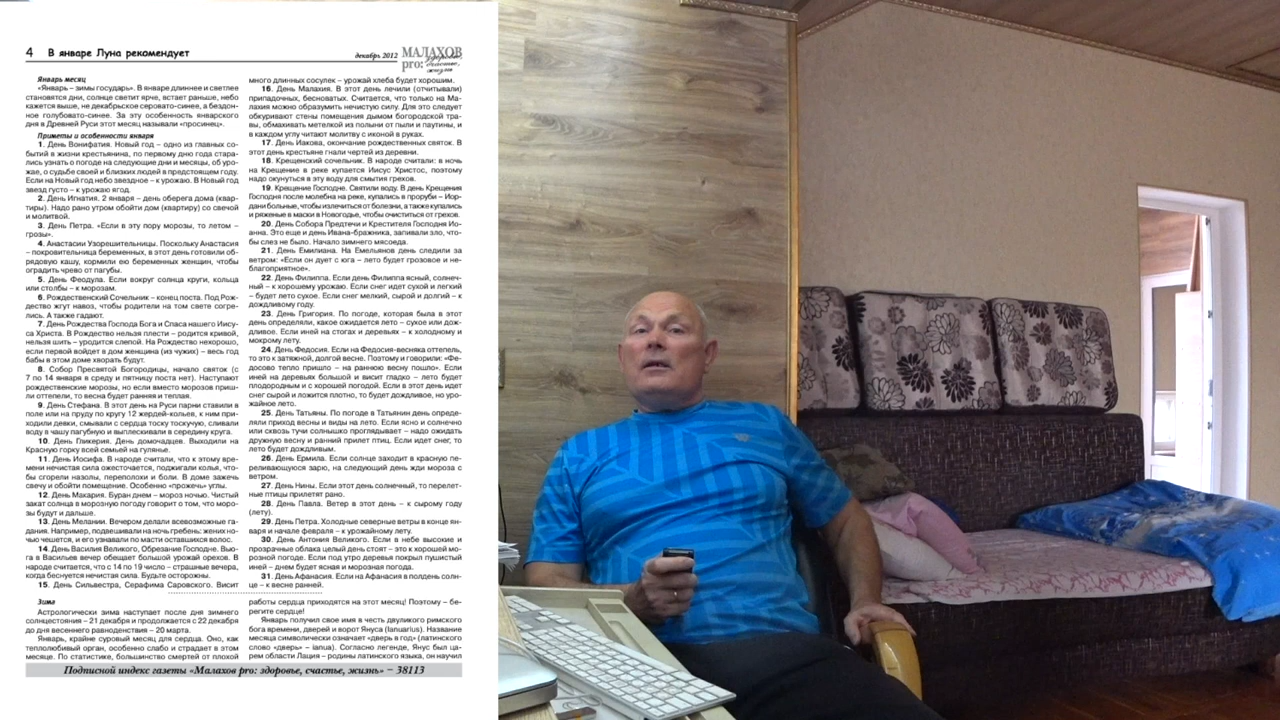 4 В январе Луна рекомендует
декабрь 2012
МАЛАХОВ
pro: здоровье,
счастье,
жизнь
Январь месяц
«Январь – зимы государь». В январе длиннее и светлее
становятся дни, солнце светит ярче, встает раньше, небо
кажется выше, не декабрьское серовато-синее, а бездон-
ное голубовато-синее. За эту особенность январского
дня в Древней Руси этот месяц называли «просинец».
Приметы и особенности января
1. День Вонифатия. Новый год – одно из главных со-
бытий в жизни крестьянина, по первому дню года стара-
лись узнать о погоде на следующие дни и месяцы, об уро-
жае, о судьбе своей и близких людей в предстоящем году.
Если на Новый год небо звездное – к урожаю. В Новый год
звезд густо – к урожаю ягод.
2. День Игнатия. 2 января – день оберега дома (квар-
тиры). Надо рано утром обойти дом (квартиру) со свечой
и молитвой.
3. День Петра. «Если в эту пору морозы, то летом –
грозы».
4. Анастасии Узорешительницы. Поскольку Анастасия
– покровительница беременных, в этот день готовили об-
рядовую кашу, кормили ею беременных женщин, чтобы
оградить чрево от пагубы.
5. День Феодула. Если вокруг солнца круги, кольца
или столбы – к морозам.
6. Рождественский Сочельник – конец поста. Под Рож-
дество жгут навоз, чтобы родители на том свете согре-
лись. А также гадают.
7. День Рождества Господа Бога и Спаса нашего Иису-
са Христа. В Рождество нельзя плести – родится кривой,
нельзя шить – уродится слепой. На Рождество нехорошо,
если первой войдет в дом женщина (из чужих) – весь год
бабы в этом доме хворать будут.
8. Собор Пресвятой Богородицы, начало святок (с
7 по 14 января в среду и пятницу поста нет). Наступают
рождественские морозы, но если вместо морозов приш-
ли оттепели, то весна будет ранняя и теплая.
9. День Стефана. В этот день на Руси парни ставили в
поле или на пруду по кругу 12 жердей-кольев, к ним при-
ходили девки, смывали с сердца тоску тоскучую, сливали
воду в чашу пагубную и выплескивали в середину круга.
10. День Гликерия. День домочадцев. Выходили на
Красную горку всей семьей на гулянье.
11. День Иосифа. В народе считали, что к этому вре-
мени нечистая сила ожесточается, поджигали колья, что-
бы сгорели назолы, переполохи и боли. В доме зажечь
свечу и обойти помещение. Особенно «прожечь» углы.
12. День Макария. Буран днем – мороз ночью. Чистый
закат солнца в морозную погоду говорит о том, что моро-
зы будут и дальше.
13. День Мелании. Вечером делали всевозможные га-
дания. Например, подвешивали на ночь гребень: жених но-
чью чешется, и его узнавали по масти оставшихся волос.
14. День Василия Великого, Обрезание Господне. Вью-
га в Васильев вечер обещает большой урожай орехов. В
народе считается, что с 14 по 19 число – страшные вечера,
когда беснуется нечистая сила. Будьте осторожны.
15. День Сильвестра, Серафима Саровского. Висит
много длинных сосулек – урожай хлеба будет хорошим.
16. День Малахия. В этот день лечили (отчитывали)
припадочных, бесноватых. Считается, что только на Ма-
лахия можно образумить нечистую силу. Для это следует
обкуривают стены помещения дымом богородской тра-
вы, обмахивать метелкой из полыни от пыли и паутины, и
в каждом углу читают молитву с иконой в руках.
17. День Иакова, окончание рождественских святок. В
этот день крестьяне гнали чертей из деревни.
18. Крещенский сочельник. В народе считали: в ночь
на Крещение в реке купается Иисус Христос, поэтому
надо окунуться в эту воду для смытия грехов.
19. Крещение Господне. Святили воду. В день Крещения
Господня после молебна на реке, купались в проруби – Иор-
дани больные, чтобы излечиться от болезни, а также купались
и ряженые в маски в Новогодье, чтобы очиститься от грехов.
20. День Собора Предтечи и Крестителя Господня Ио-
анна. Это еще и день Ивана-бражника, запивали зло, что-
бы слез не было. Начало зимнего мясоеда.
21. День Емилиана. На Емельянов день следили за
ветром: «Если он дует с юга – лето будет грозовое и не-
благоприятное».
22. День Филиппа. Если день Филиппа ясный, солнеч-
ный – к хорошему урожаю. Если снег идет сухой и легкий
– будет лето сухое. Если снег мелкий, сырой и долгий – к
дождливому году.
23. День Григория. По погоде, которая была в этот
день определяли, какое ожидается лето – сухое или дож-
дливое. Если иней на стогах и деревьях – к холодному и
мокрому лету.
24. День Федосия. Если на Федосия-весняка оттепель,
то это к затяжной, долгой весне. Поэтому и говорили: «Фе-
досово тепло пришло – на раннюю весну пошло». Если
иней на деревьях большой и висит гладко – лето будет
плодородным и с хорошей погодой. Если в этот день идет
снег сырой и ложится плотно, то будет дождливое, но уро-
жайное лето.
25. День Татьяны. По погоде в Татьянин день опреде-
ляли приход весны и виды на лето. Если ясно и солнечно
или сквозь тучи солнышко проглядывает – надо ожидать
дружную весну и ранний прилет птиц. Если идет снег, то
лето будет дождливым.
26. День Ермила. Если солнце заходит в красную пе-
реливающуюся зарю, на следующий день жди мороза с
ветром.
27. День Нины. Если этот день солнечный, то перелет-
ные птицы прилетят рано.
28. День Павла. Ветер в этот день – к сырому году
(лету).
29. День Петра. Холодные северные ветры в конце ян-
варя и начале февраля – к урожайному лету.
30. День Антония Великого. Если в небе высокие и
прозрачные облака целый день стоят – это к хорошей мо-
розной погоде. Если под утро деревья покрыл пушистый
иней – днем будет ясная и морозная погода.
31. День Афанасия. Если на Афанасия в полдень солн-
це – к весне ранней.
Зима
Астрологически зима наступает после дня зимнего
солнцестояния – 21 декабря и продолжается с 22 декабря
до дня весеннего равноденствия – 20 марта.
Январь, крайне суровый месяц для сердца. Оно, как
теплолюбивый орган, особенно слабо и страдает в этом
месяце. По статистике, большинство смертей от плохой
работы сердца приходятся на этот месяц! Поэтому – бе-
регите сердце!
Январь получил свое имя в честь двуликого римского
бога времени, дверей и ворот Януса (Ianuarius). Название
месяца символически означает «дверь в год» (латинского
слово «дверь» – ianua). Согласно легенде, Янус был ца-
рем области Лация – родины латинского языка, он научил
Подписной индекс газеты «Малахов pro: здоровье, счастье, жизнь» – 38113